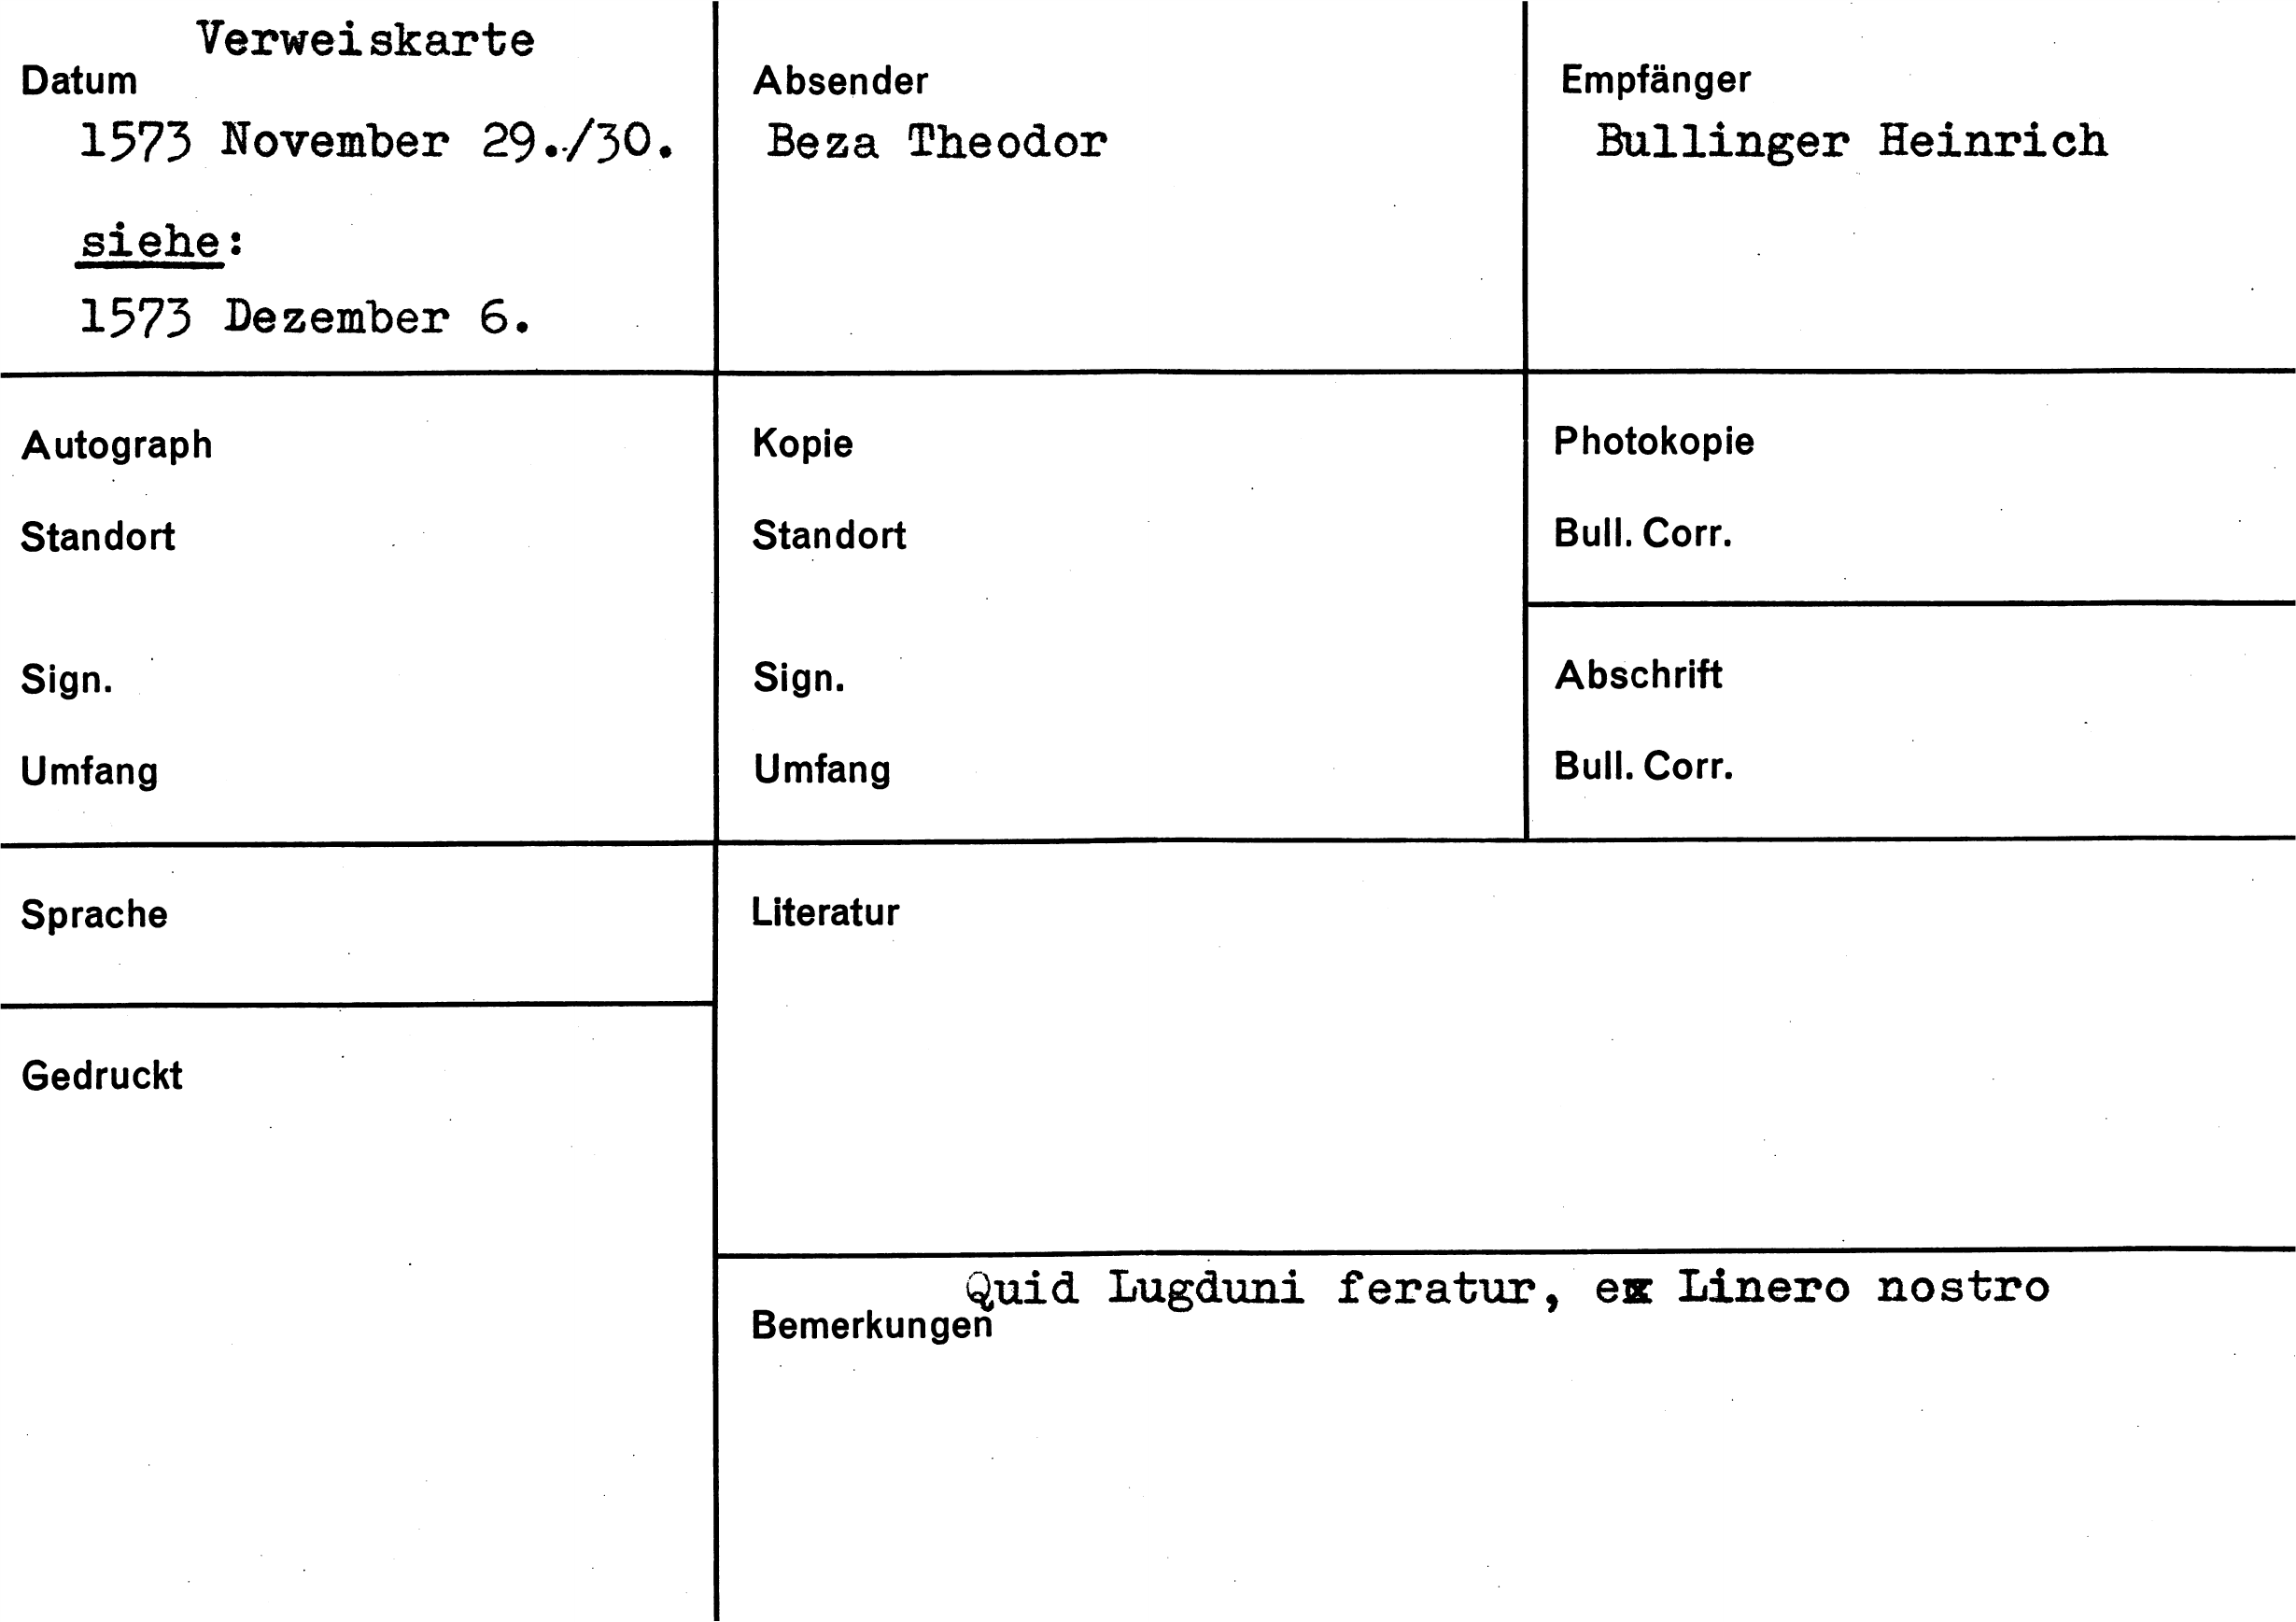 Verweiskarte
Datum
1573 November 29./30.
siehe:
1573 Dezember 6.
Absender
Beza Theodor
Empfänger
Bullinger Heinrich
Autograph
Standort
Sign.
Umfang
Kopie
Standort
Sign.
Umfang
Photokopie
Bull. Corr.
Abschrift
Bull. Corr.
Sprache
Literatur
Gedruckt
Quid Lugduni feratur, ex Linero nostro
Bemerkungen